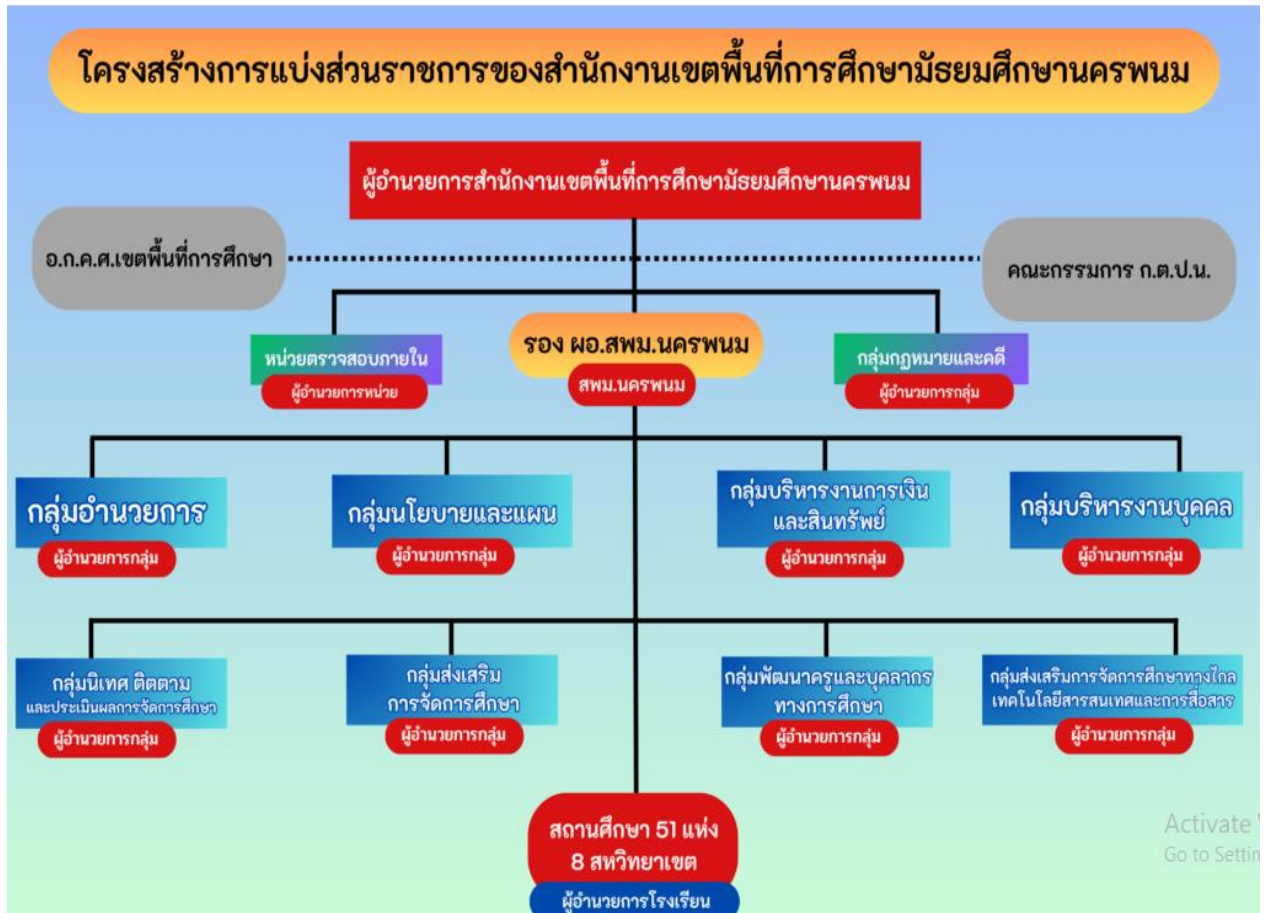 โครงสร้างการแบ่งส่วนราชการของสำนักงานเขตพื้นที่การศึกษามัธยมศึกษานครพนม
ผู้อำนวยการสำนักงานเขตพื้นที่การศึกษามัธยมศึกษานครพนม
อ.ก.ค.ศ.เขตพื้นที่การศึกษา
คณะกรรมการ ก.ต.ป.น.
หน่วยตรวจสอบภายใน
ผู้อำนวยการหน่วย
รอง ผอ.สพม.นครพนม
สพม.นครพนม
กลุ่มกฎหมายและคดี
ผู้อำนวยการกลุ่ม
กลุ่มอำนวยการ
ผู้อำนวยการกลุ่ม
กลุ่มนโยบายและแผน
ผู้อำนวยการกลุ่ม
กลุ่มบริหารงานการเงิน
และสินทรัพย์
ผู้อำนวยการกลุ่ม
กลุ่มบริหารงานบุคคล
ผู้อำนวยการกลุ่ม
กลุ่มนิเทศ ติดตาม
และประเมินผลการจัดการศึกษา
ผู้อำนวยการกลุ่ม
กลุ่มส่งเสริม
การจัดการศึกษา
ผู้อำนวยการกลุ่ม
กลุ่มพัฒนาครูและบุคลากร
ทางการศึกษา
ผู้อำนวยการกลุ่ม
กลุ่มส่งเสริมการจัดการศึกษาทางไกล
เทคโนโลยีสารสนเทศและการสื่อสาร
ผู้อำนวยการกลุ่ม
สถานศึกษา 51 แห่ง
8 สหวิทยาเขต
ผู้อำนวยการโรงเรียน
Activate
Go to